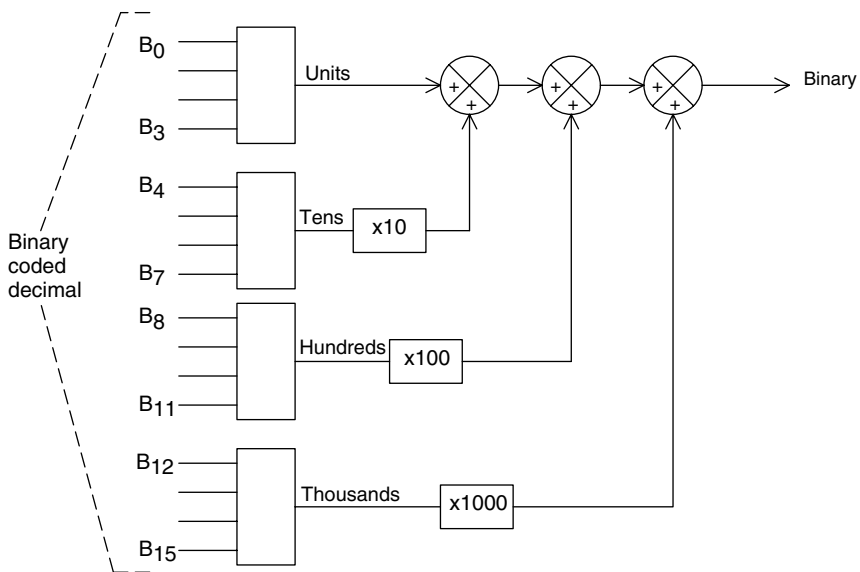 B0
B3
Units
+
+
+
+
+
+
Binary
B4
B7
Tens
x10
Binary
coded
decimal
B8
B11
Hundreds
x100
B12
B15
Thousands
x1000